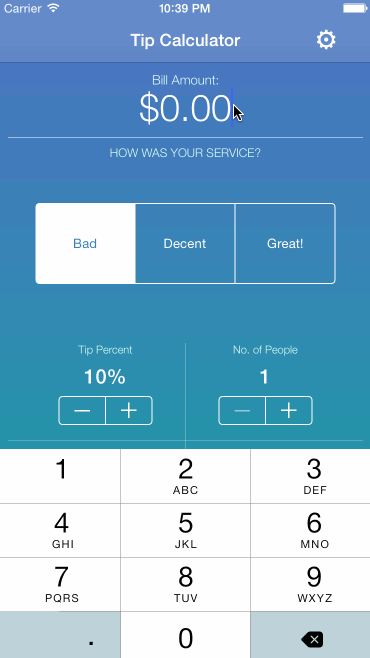 Carrier 10:39 PM
Tip Calculator
Bill Amount:
$0.00
HOW WAS YOUR SERVICE?
Bad Decent Great!
Tip Percent No. of People
10% 1
− + − +
1 2 3
ABC DEF
4 5 6
GHI JKL MNO
7 8 9
PQRS TUV WXYZ
. 0